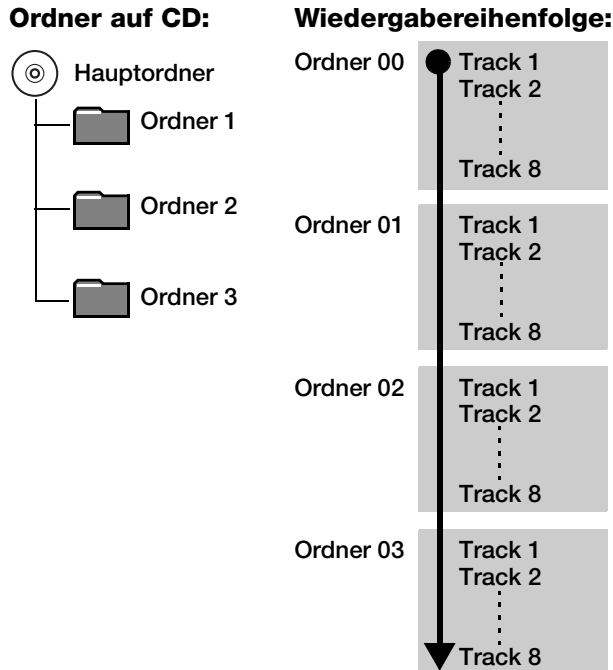 Ordner auf CD:
Hauptordner
Ordner 1
Ordner 2
Ordner 3
Wiedergabereihenfolge:
Ordner 00
Track 1
Track 2
Track 8
Ordner 01
Track 1
Track 2
Track 8
Ordner 02
Track 1
Track 2
Track 8
Ordner 03
Track 1
Track 2
Track 8